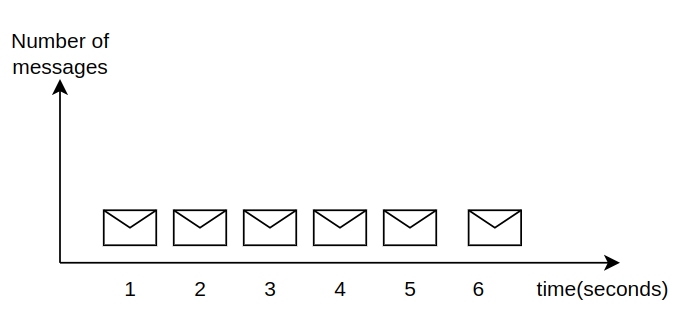 Number of
messages
1 2 3 4 5 6 time(seconds)